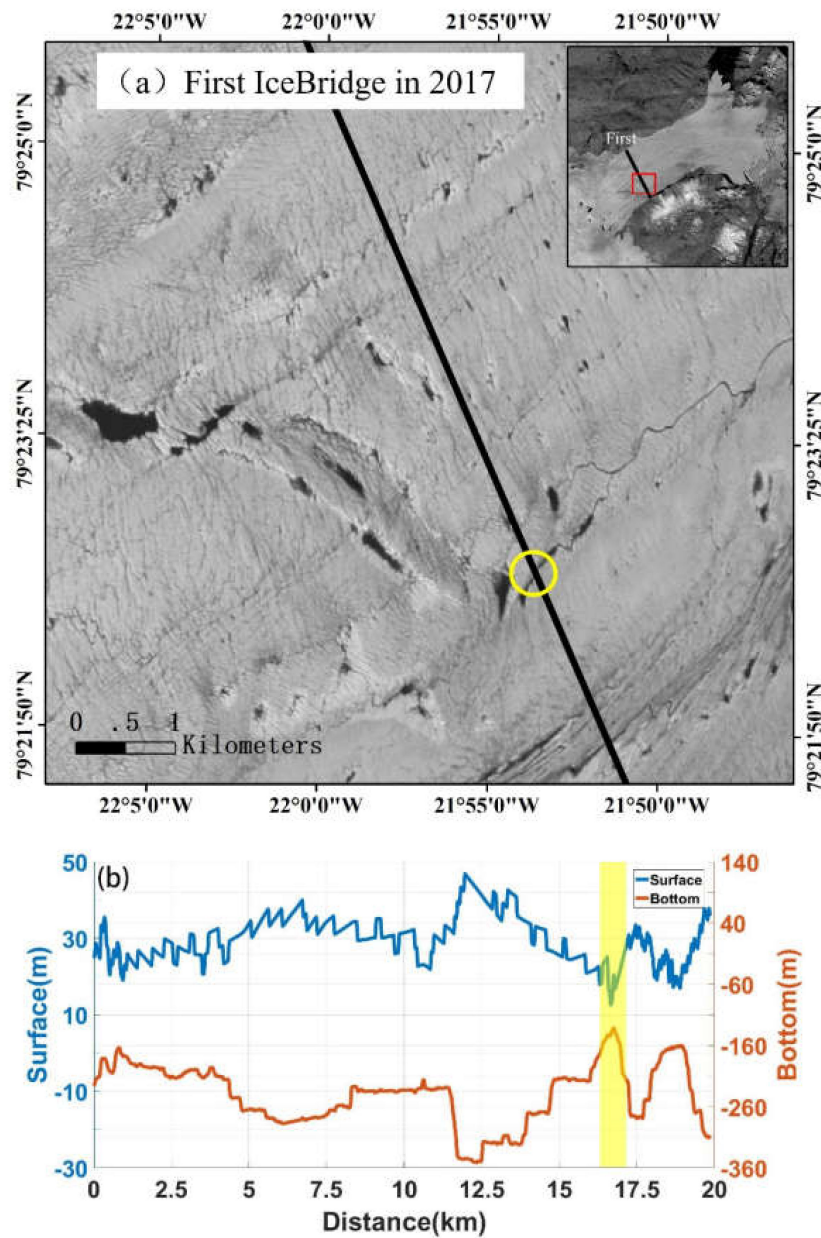 22°5'0"W 22°0'0"W 21°55'0"W 21°50'0"W
（a）First IceBridge in 2017
First
79°25'0"N
79°25'0"N
79°23'25"N
79°23'25"N
79°21'50"N
79°21'50"N
0 .5 1
Kilometers
22°5'0"W 22°0'0"W 21°55'0"W 21°50'0"W
(b)
Surface
Bottom
50
30
10
-10
-30
Surface(m)
140
40
-60
-160
-260
-360
Bottom(m)
0 2.5 5 7.5 10 12.5 15 17.5 20
Distance(km)